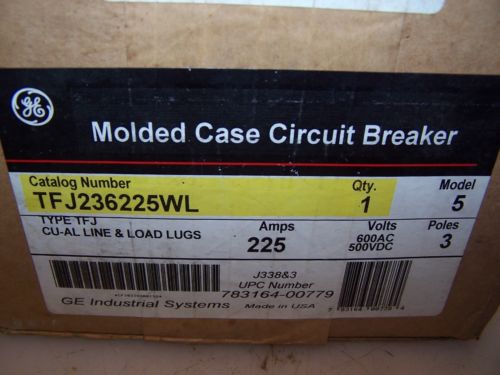 GE
Molded Case Circuit Breaker
Catalog Number Qty. Model
TFJ236225WL 1 5
TYPE TFJ Amps Volts Poles
CU-AL LINE & LOAD LUGS 225 600AC 500VDC 3
J338&3
UPC Number
783164-00779
GE Industrial Systems Made in USA